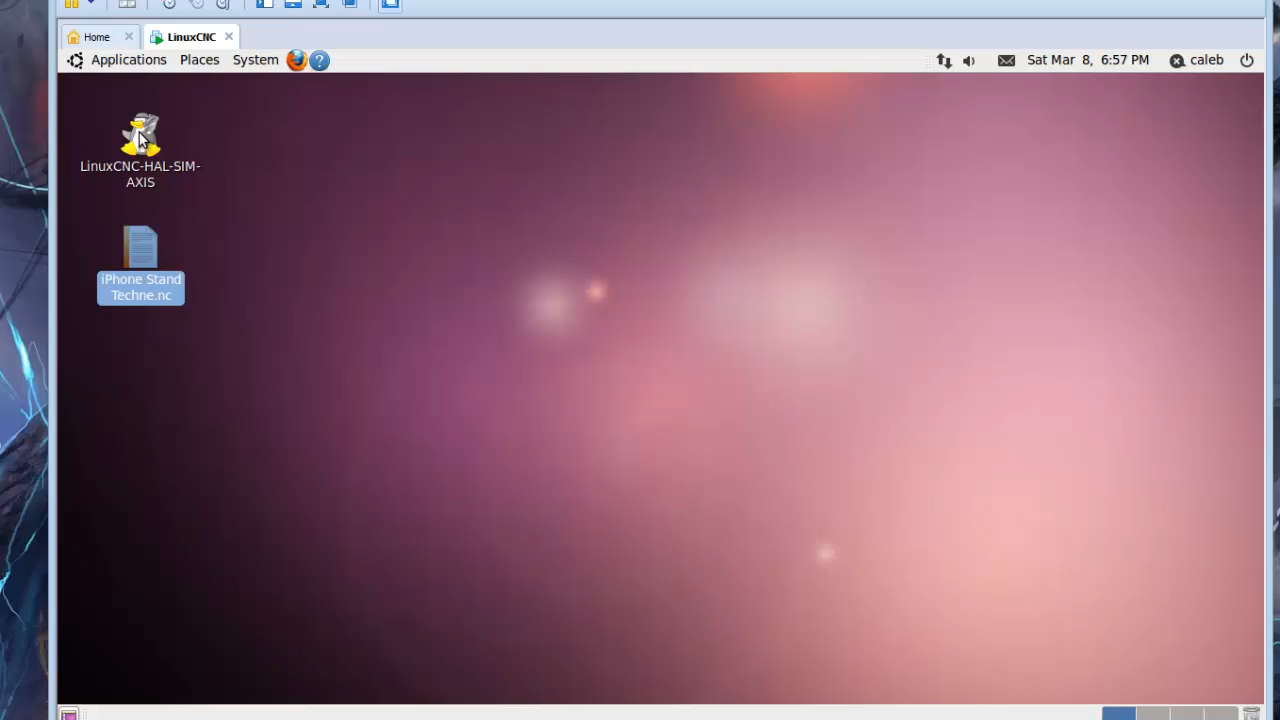 Home
LinuxCNC
Applications Places System
Sat Mar 8, 6:57 PM caleb
LinuxCNC-HAL-SIM-
AXIS
iPhone Stand
Techne.nc